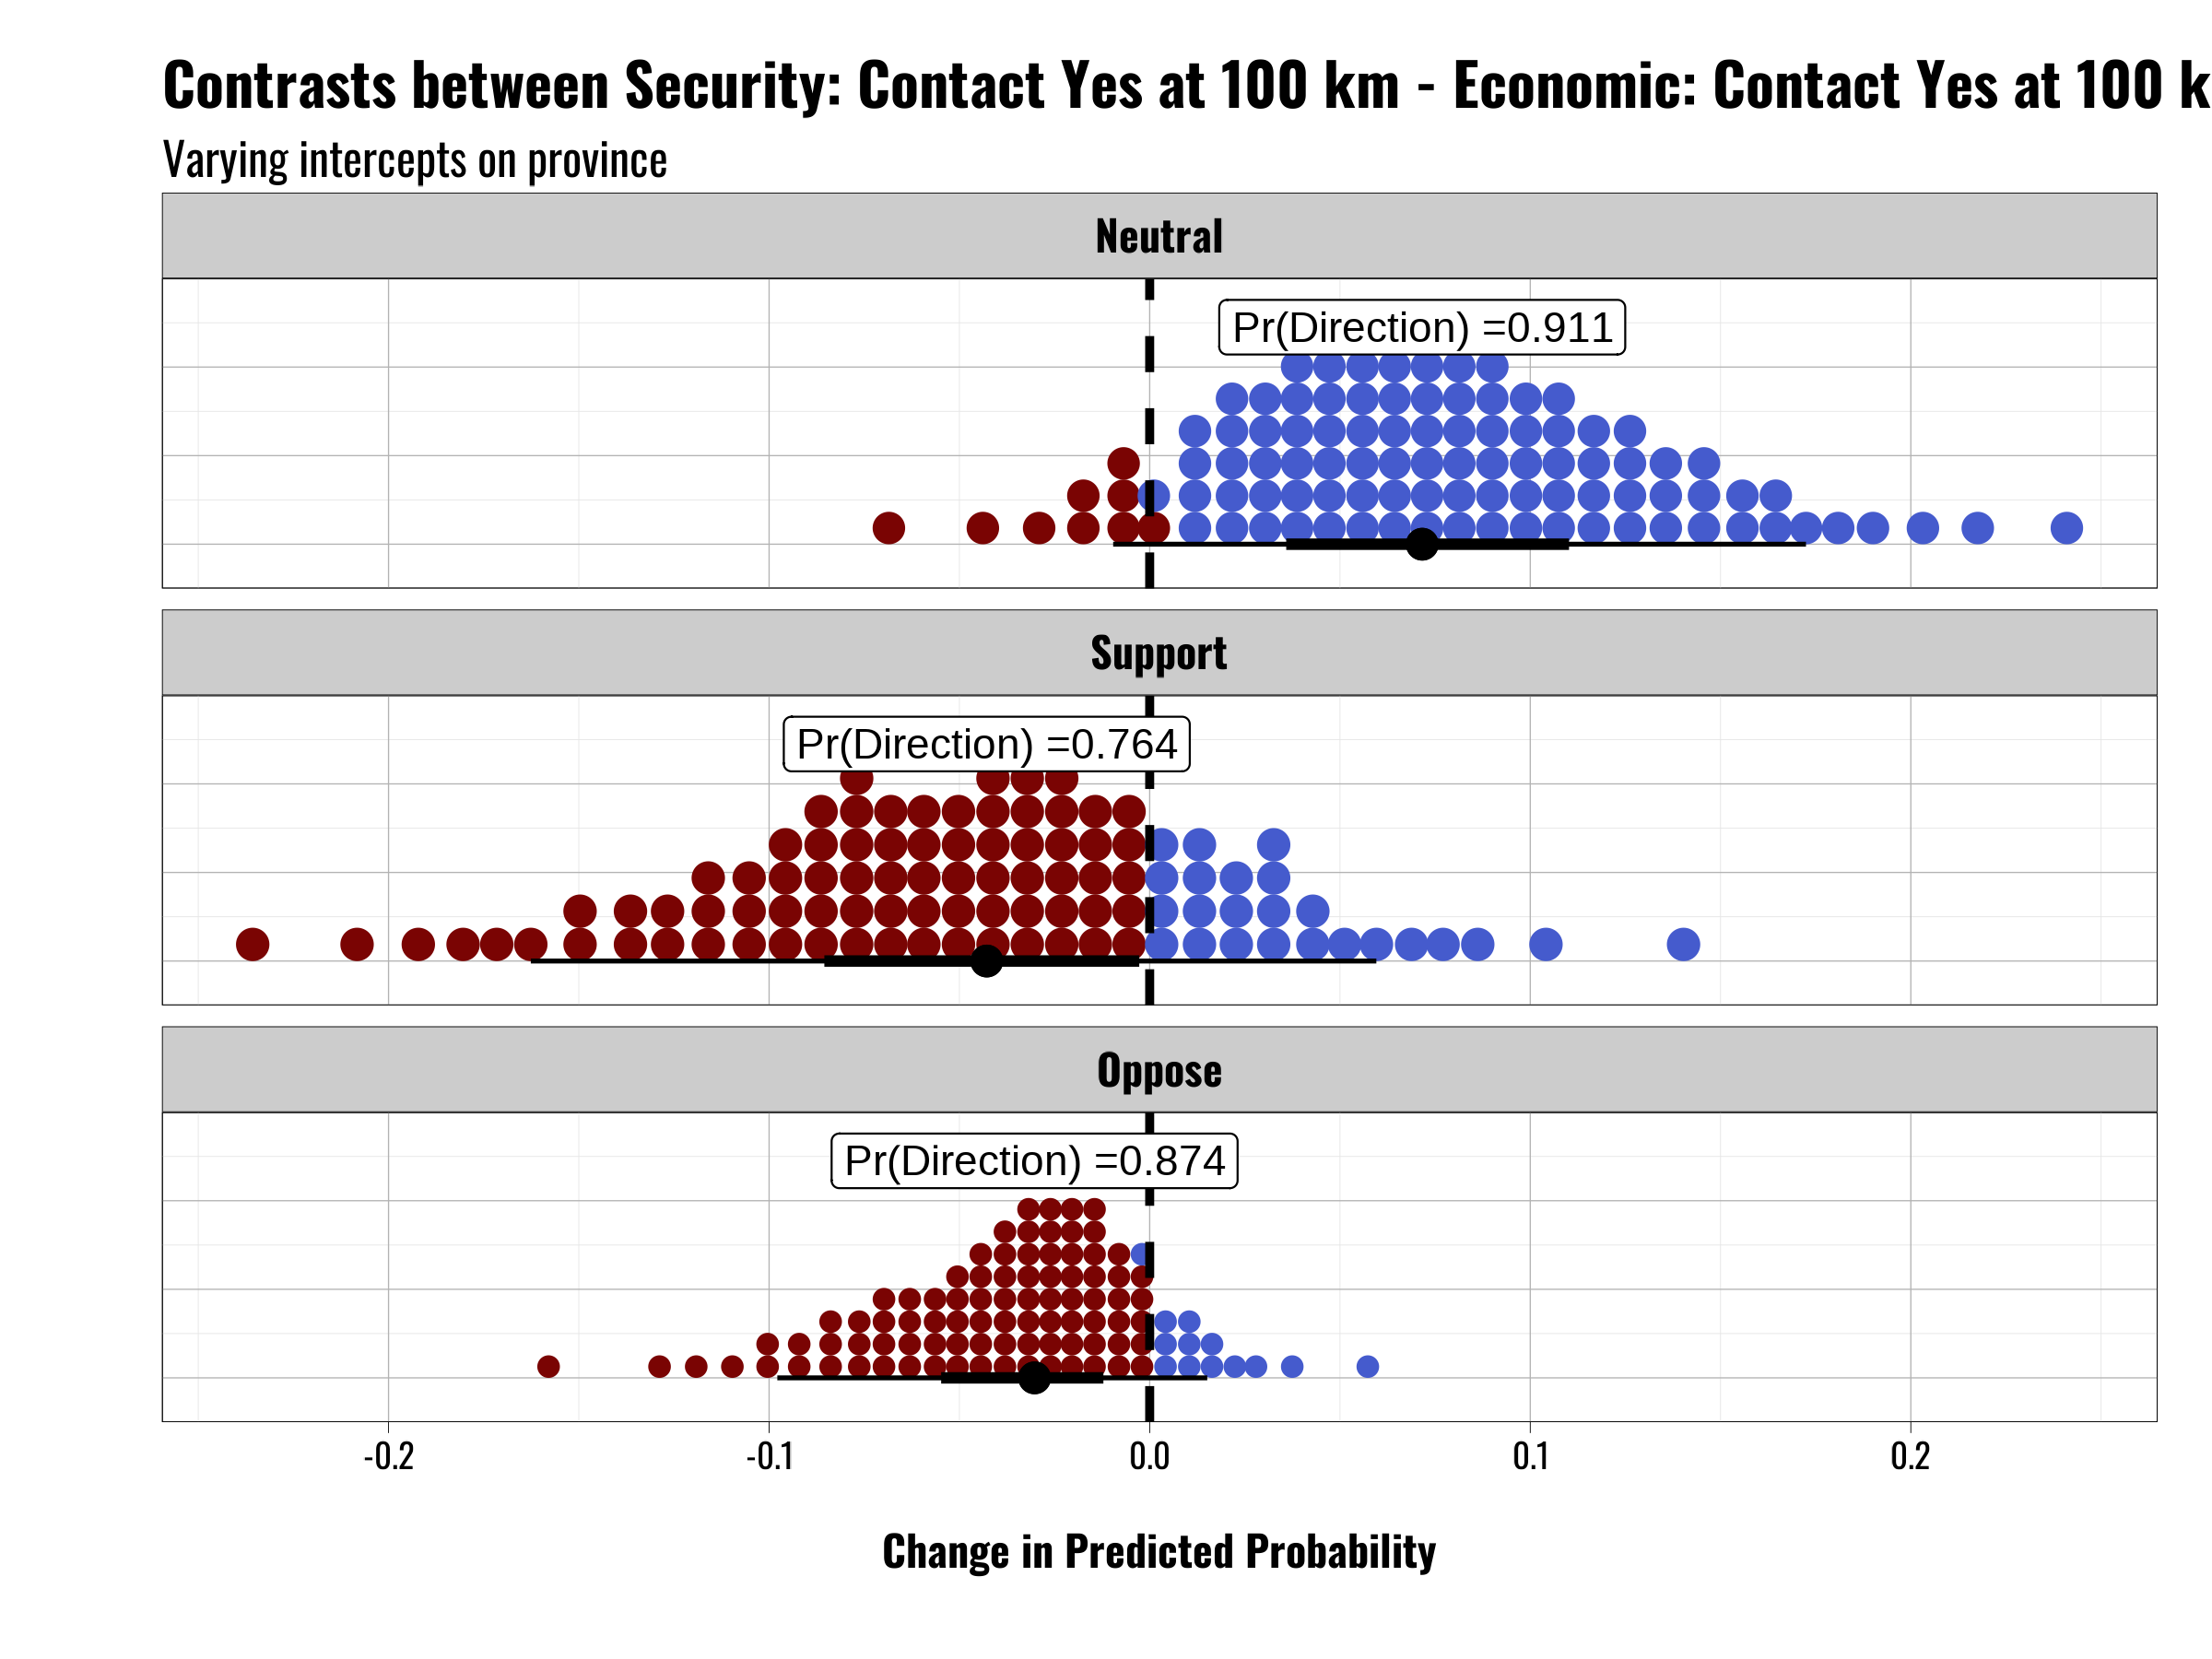 Contrasts between Security: Contact Yes at 100 km - Economic: Contact Yes at 100 k
Varying intercepts on province
Neutral
Pr(Direction) =0.911
Support
Pr(Direction) =0.764
Oppose
Pr(Direction) =0.874
-0.2 -0.1 0.0 0.1 0.2
Change in Predicted Probability